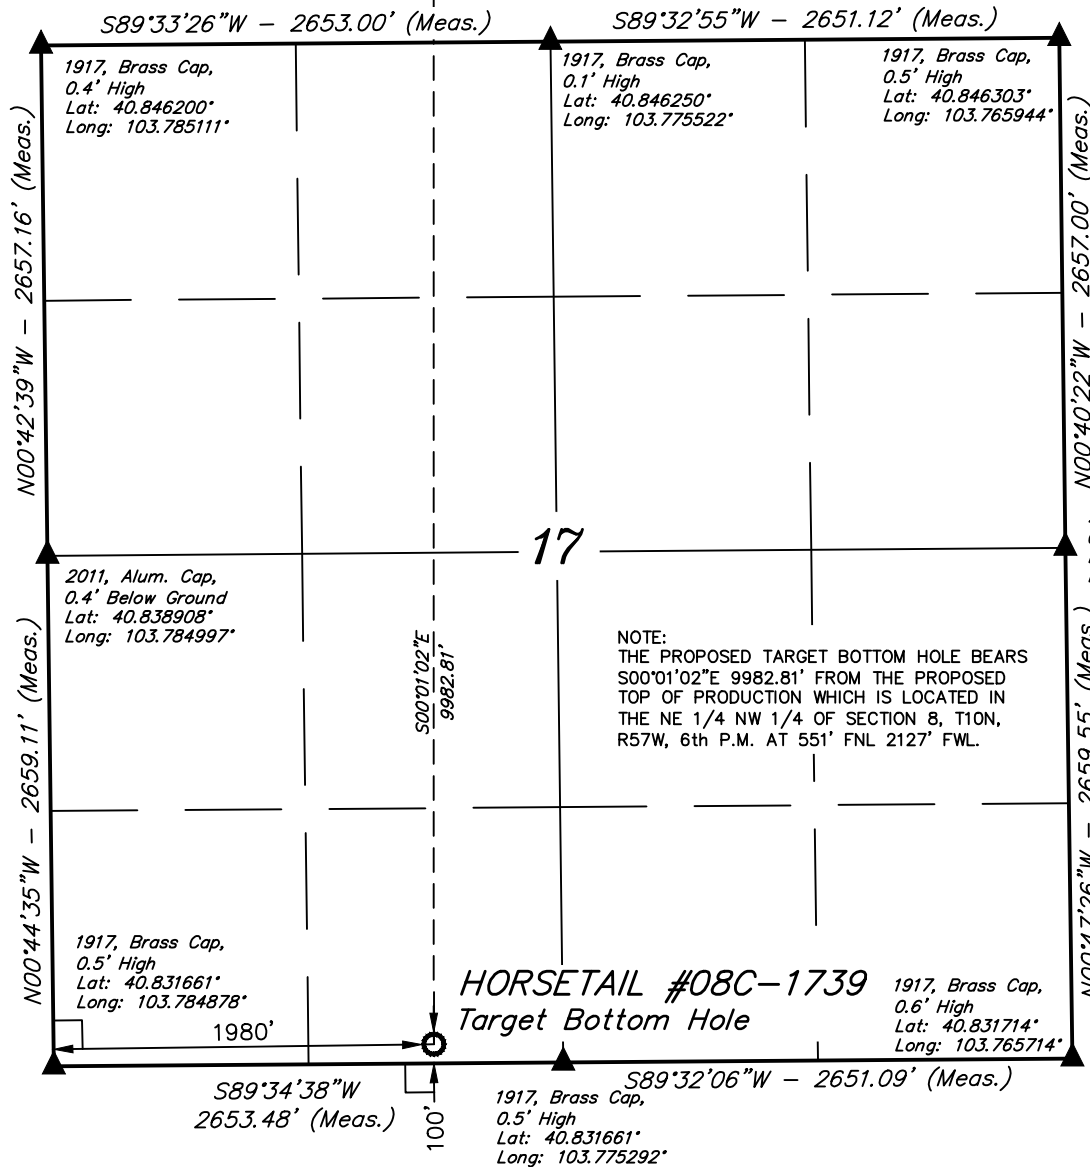 S89°33'26"W - 2653.00' (Meas.)
S89°32'55"W - 2651.12' (Meas.)
1917, Brass Cap,
0.4' High
Lat: 40.846200°
Long: 103.785111°
1917, Brass Cap,
0.1' High
Lat: 40.846250°
Long: 103.775522°
1917, Brass Cap,
0.5' High
Lat: 40.846303°
Long: 103.765944°
N00°42'39"W - 2657.16' (Meas.)
N00°40'22"W - 2657.00' (Meas.)
17
2011, Alum. Cap,
0.4' Below Ground
Lat: 40.838908°
Long: 103.784997°
S00°01'02"E
9982.81'
NOTE:
THE PROPOSED TARGET BOTTOM HOLE BEARS
S00°01'02"E 9982.81' FROM THE PROPOSED
TOP OF PRODUCTION WHICH IS LOCATED IN
THE NE 1/4 NW 1/4 OF SECTION 8, T10N,
R57W, 6th P.M. AT 551' FNL 2127' FWL.
N00°44'35"W - 2659.11' (Meas.)
N00°47'26"W - 2659.55' (Meas.)
1917, Brass Cap,
0.5' High
Lat: 40.831661°
Long: 103.784878°
HORSETAIL #08C-1739
Target Bottom Hole
1917, Brass Cap,
0.6' High
Lat: 40.831714°
Long: 103.765714°
1980'
S89°34'38"W
2653.48' (Meas.)
100'
S89°32'06"W - 2651.09' (Meas.)
1917, Brass Cap,
0.5' High
Lat: 40.831661°
Long: 103.775292°